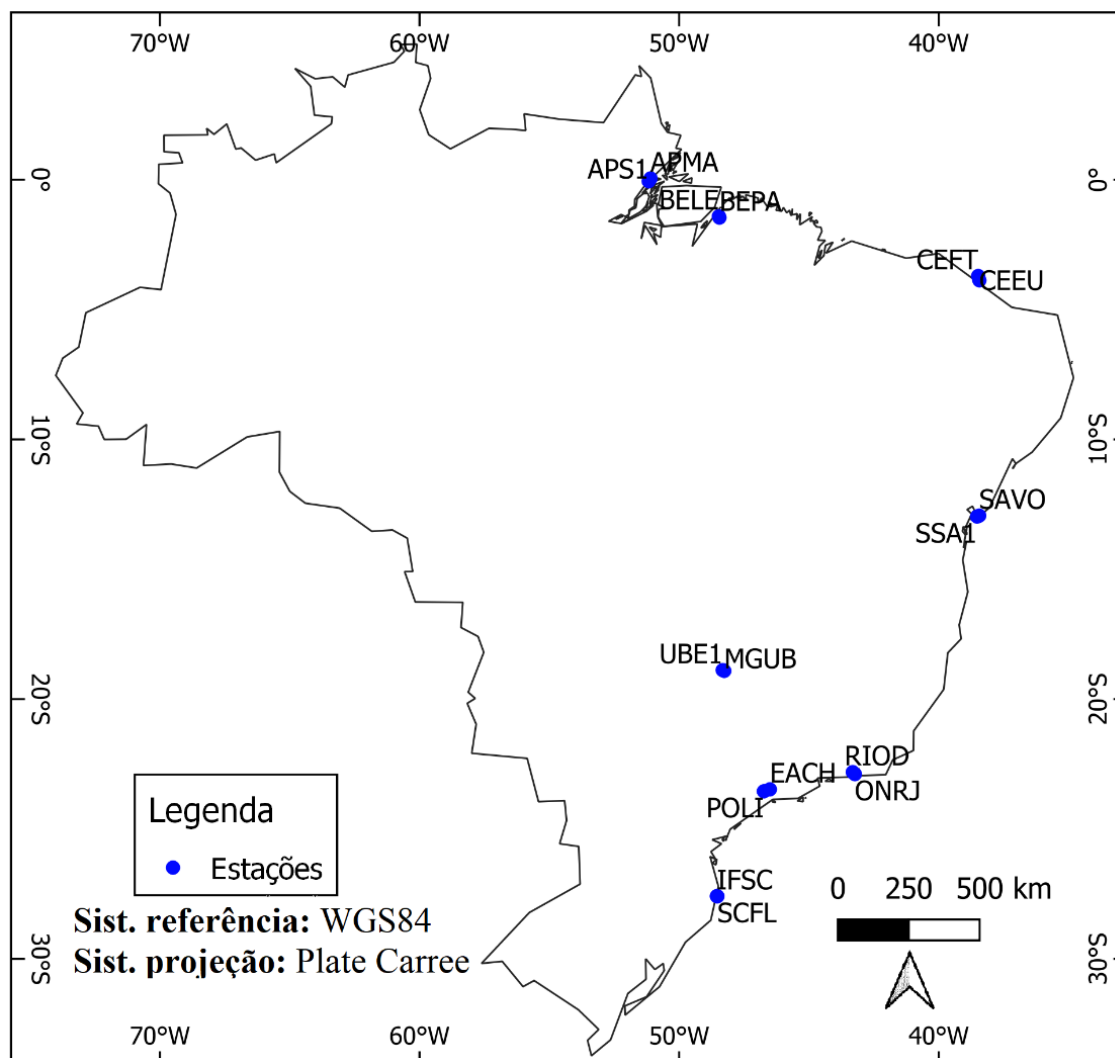 70°W 60°W 50°W 40°W
APS1 APMA
0° 0°
BELE BEPA
CEFT
CEEU
10°S 10°S
SAVO
SSA1
UBE1 MGUB
20°S 20°S
RIOD
EACH
ONRJ
POLI
Legenda
Estações
IFSC
SCFL
0 250 500 km
Sist. referência: WGS84
Sist. projeção: Plate Carree
30°S 30°S
70°W 60°W 50°W 40°W